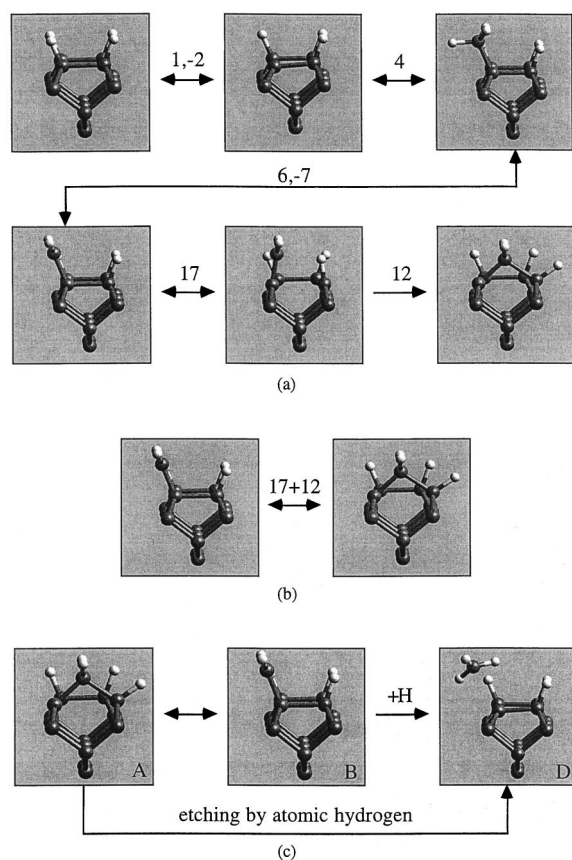 1,-2
4
6,-7
17
12
(a)
17+12
(b)
+H
A
B
D
etching by atomic hydrogen
(c)